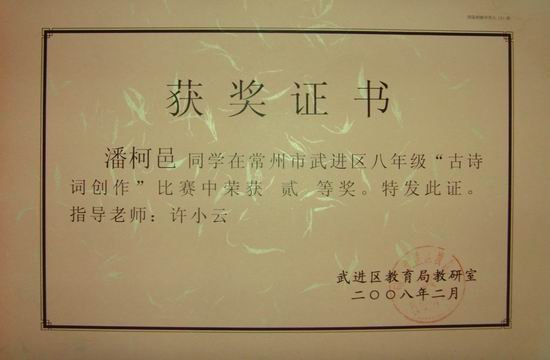 获奖证书
潘柯邑 同学在常州市武进区八年级“古诗
词创作”比赛中荣获 贰 等奖。特发此证。
指导老师：许小云
武进区教育局教研室
二〇〇八年二月